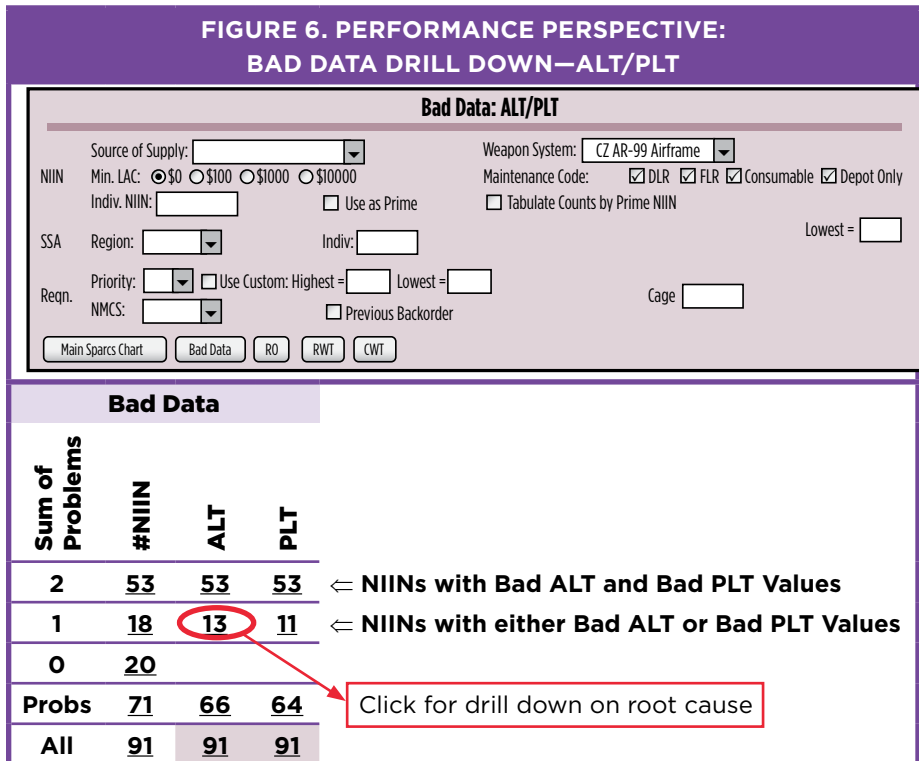 FIGURE 6. PERFORMANCE PERSPECTIVE:
BAD DATA DRILL DOWN—ALT/PLT
Bad Data: ALT/PLT
Source of Supply: Weapon System: CZ AR-99 Airframe
NIIN Min. LAC: $0 $100 $1000 $10000 Maintenance Code: DLR FLR Consumable Depot Only
Indiv. NIIN: Use as Prime Tabulate Counts by Prime NIIN
Lowest =
SSA Region: Indiv:
Reqn. Priority: Use Custom: Highest = Lowest = Cage
NMCS: Previous Backorder
Main Sparcs Chart Bad Data RO RWT CWT
Bad Data
Sum of Problems #NIIN ALT PLT
2 53 53 53 ⇐ NIINs with Bad ALT and Bad PLT Values
1 18 13 11 ⇐ NIINs with either Bad ALT or Bad PLT Values
0 20
Probs 71 66 64 Click for drill down on root cause
All 91 91 91